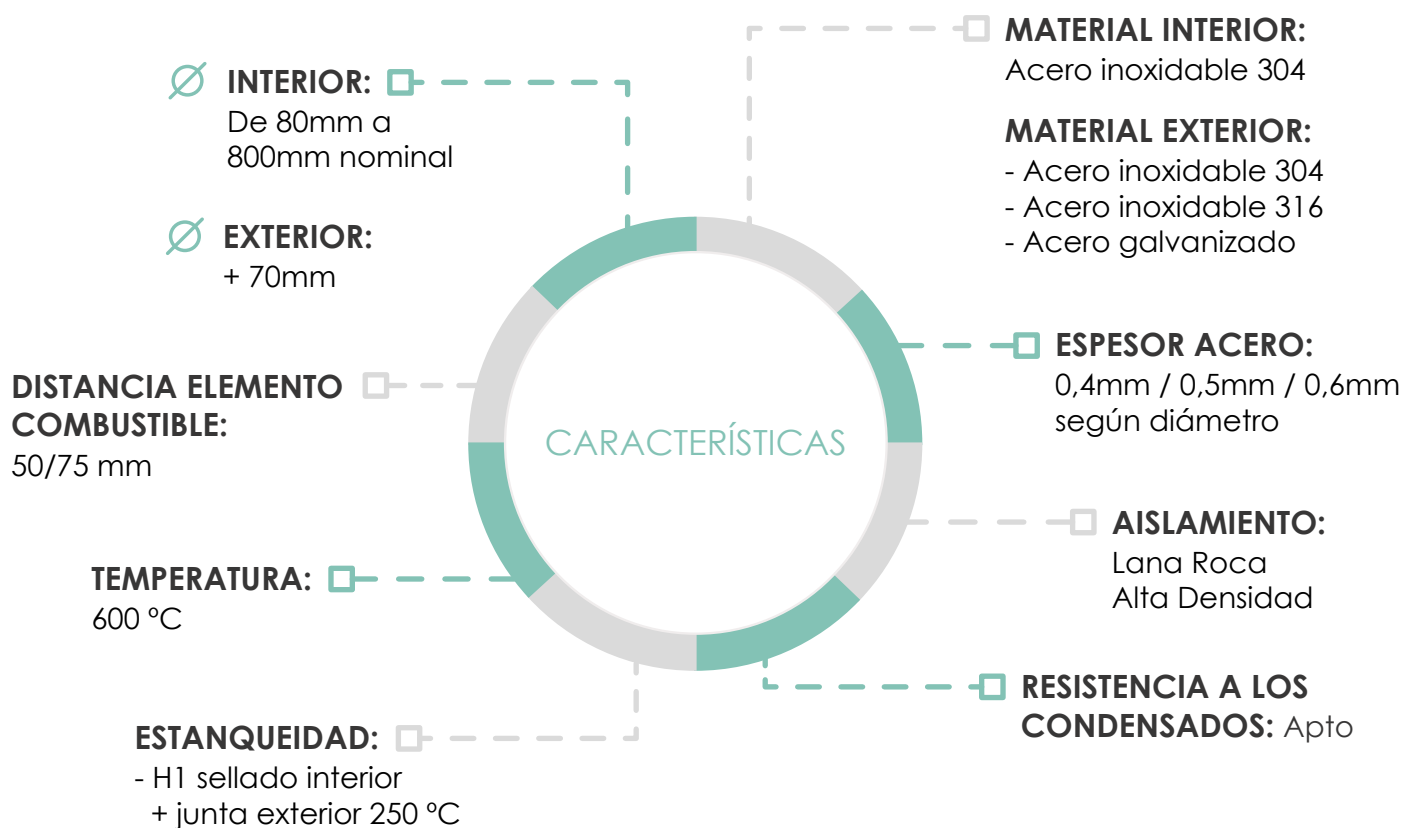 INTERIOR:
De 80mm a
800mm nominal
EXTERIOR:
+ 70mm
DISTANCIA ELEMENTO
COMBUSTIBLE:
50/75 mm
TEMPERATURA:
600 ºC
ESTANQUEIDAD:
- H1 sellado interior
+ junta exterior 250 ºC
CARACTERÍSTICAS
MATERIAL INTERIOR:
Acero inoxidable 304
MATERIAL EXTERIOR:
- Acero inoxidable 304
- Acero inoxidable 316
- Acero galvanizado
ESPESOR ACERO:
0,4mm / 0,5mm / 0,6mm
según diámetro
AISLAMIENTO:
Lana Roca
Alta Densidad
RESISTENCIA A LOS
CONDENSADOS: Apto